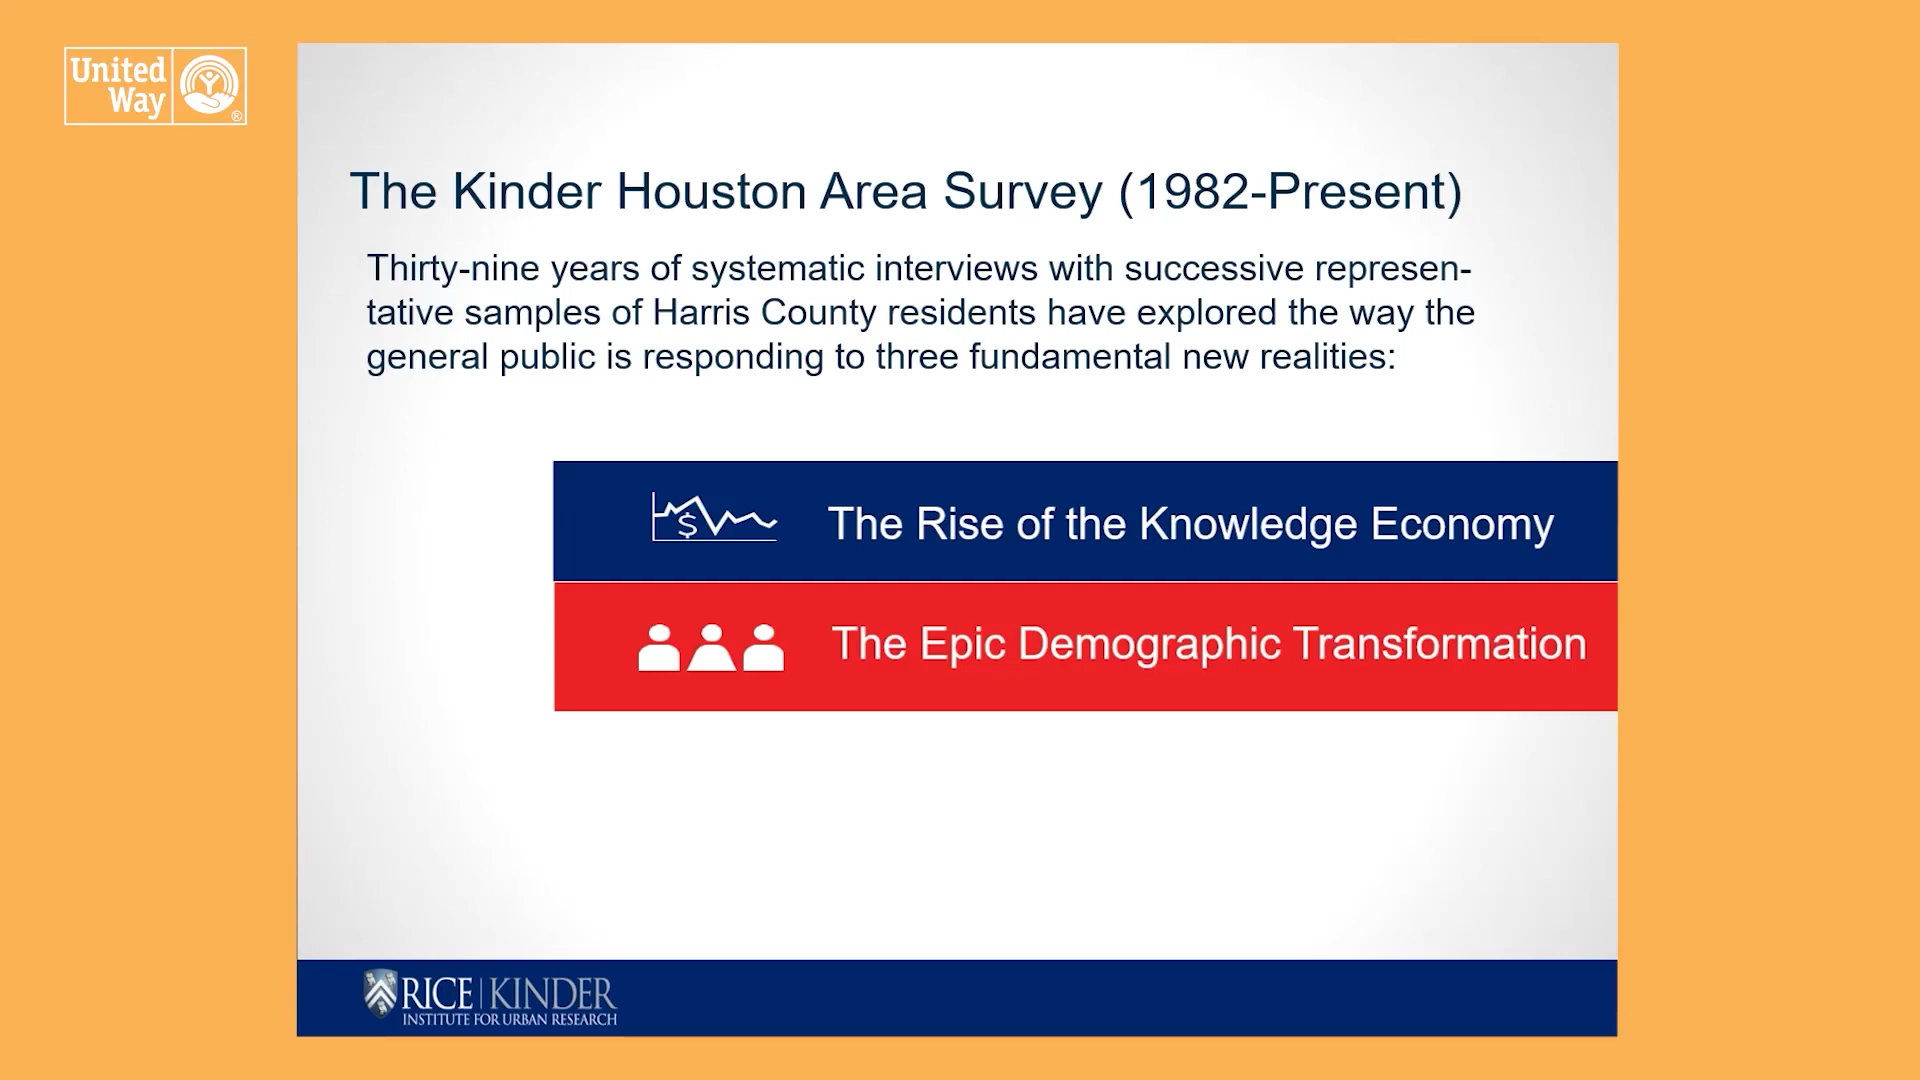 United
Way
®
The Kinder Houston Area Survey (1982-Present)
Thirty-nine years of systematic interviews with successive represen-
tative samples of Harris County residents have explored the way the
general public is responding to three fundamental new realities:
$
The Rise of the Knowledge Economy
The Epic Demographic Transformation
RICE | KINDER
INSTITUTE FOR URBAN RESEARCH